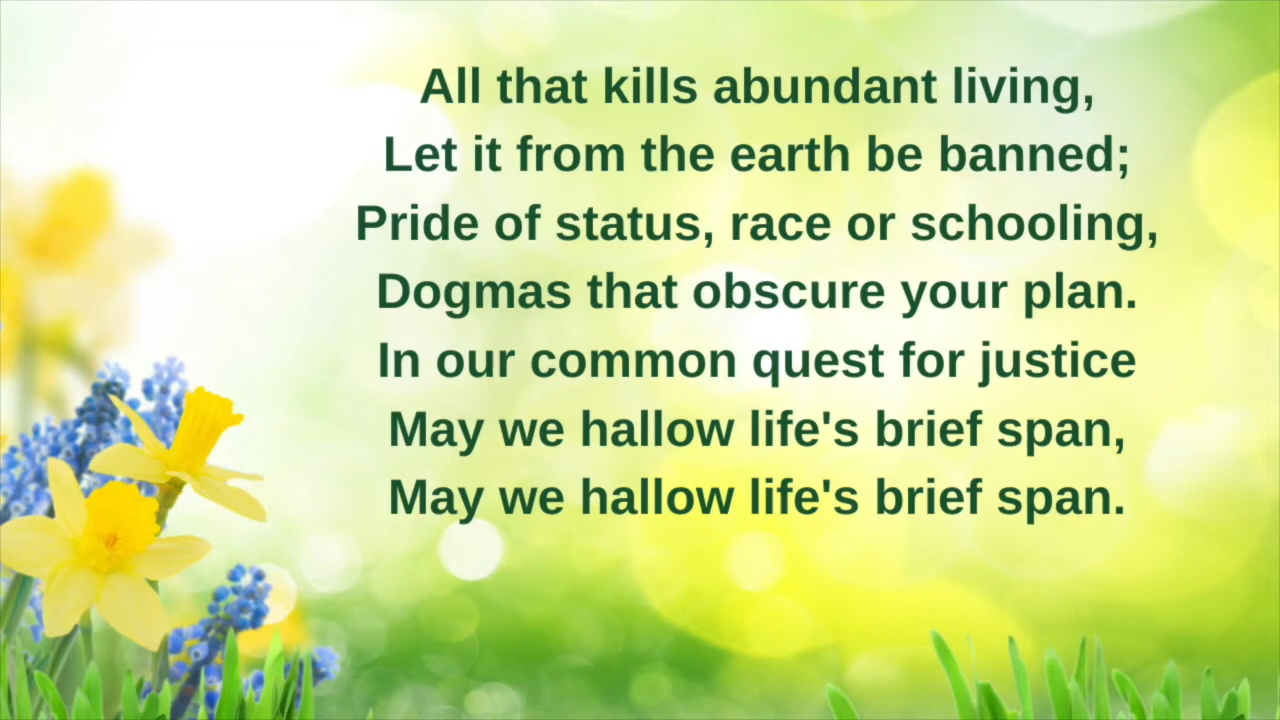 All that kills abundant living,
Let it from the earth be banned;
Pride of status, race or schooling,
Dogmas that obscure your plan.
In our common quest for justice
May we hallow life's brief span,
May we hallow life's brief span.